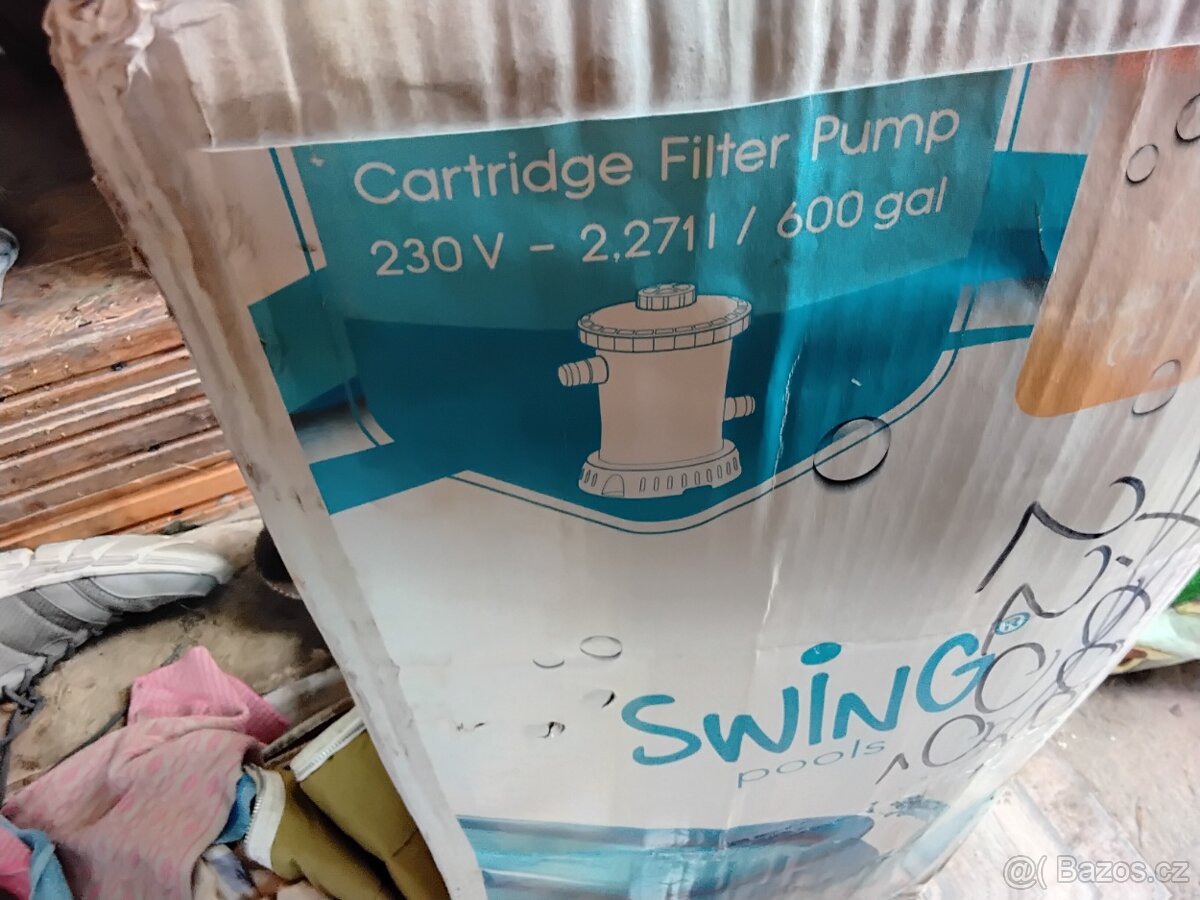 Cartridge Filter Pump
230 V – 2,271 l / 600 gal
SWiNG®
pools
@( Bazos.cz